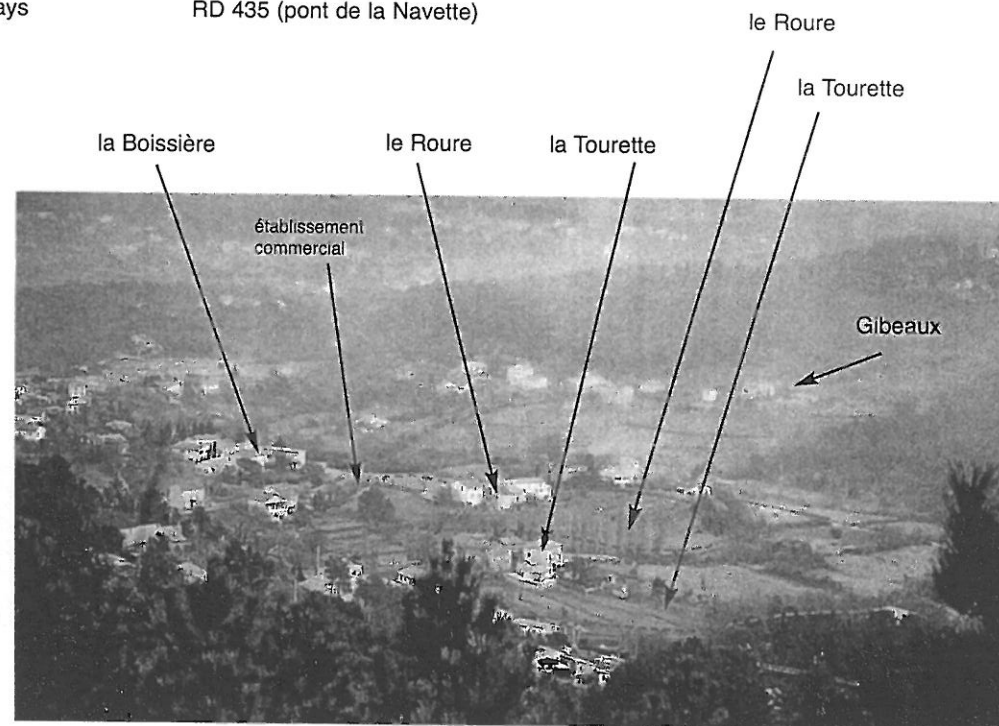 ays
RD 435 (pont de la Navette)
le Roure
la Tourette
la Boissière
le Roure
la Tourette
établissement
commercial
Gibeaux